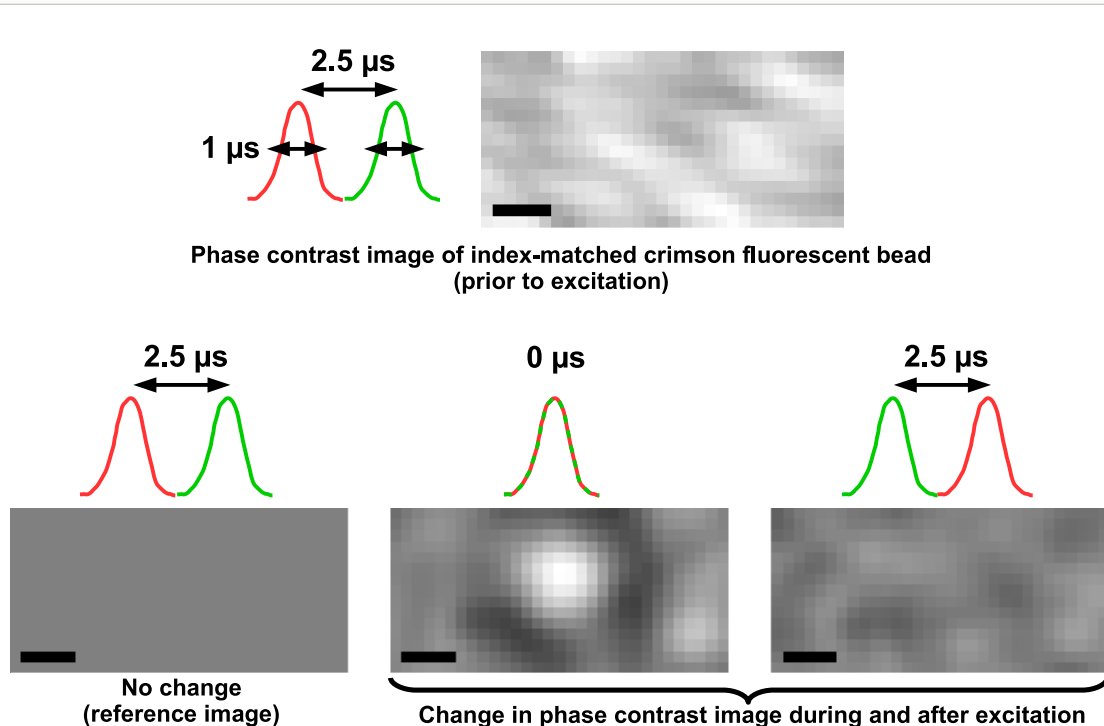 2.5 µs
1 µs
Phase contrast image of index-matched crimson fluorescent bead
(prior to excitation)
2.5 µs
0 µs
2.5 µs
No change
(reference image)
Change in phase contrast image during and after excitation